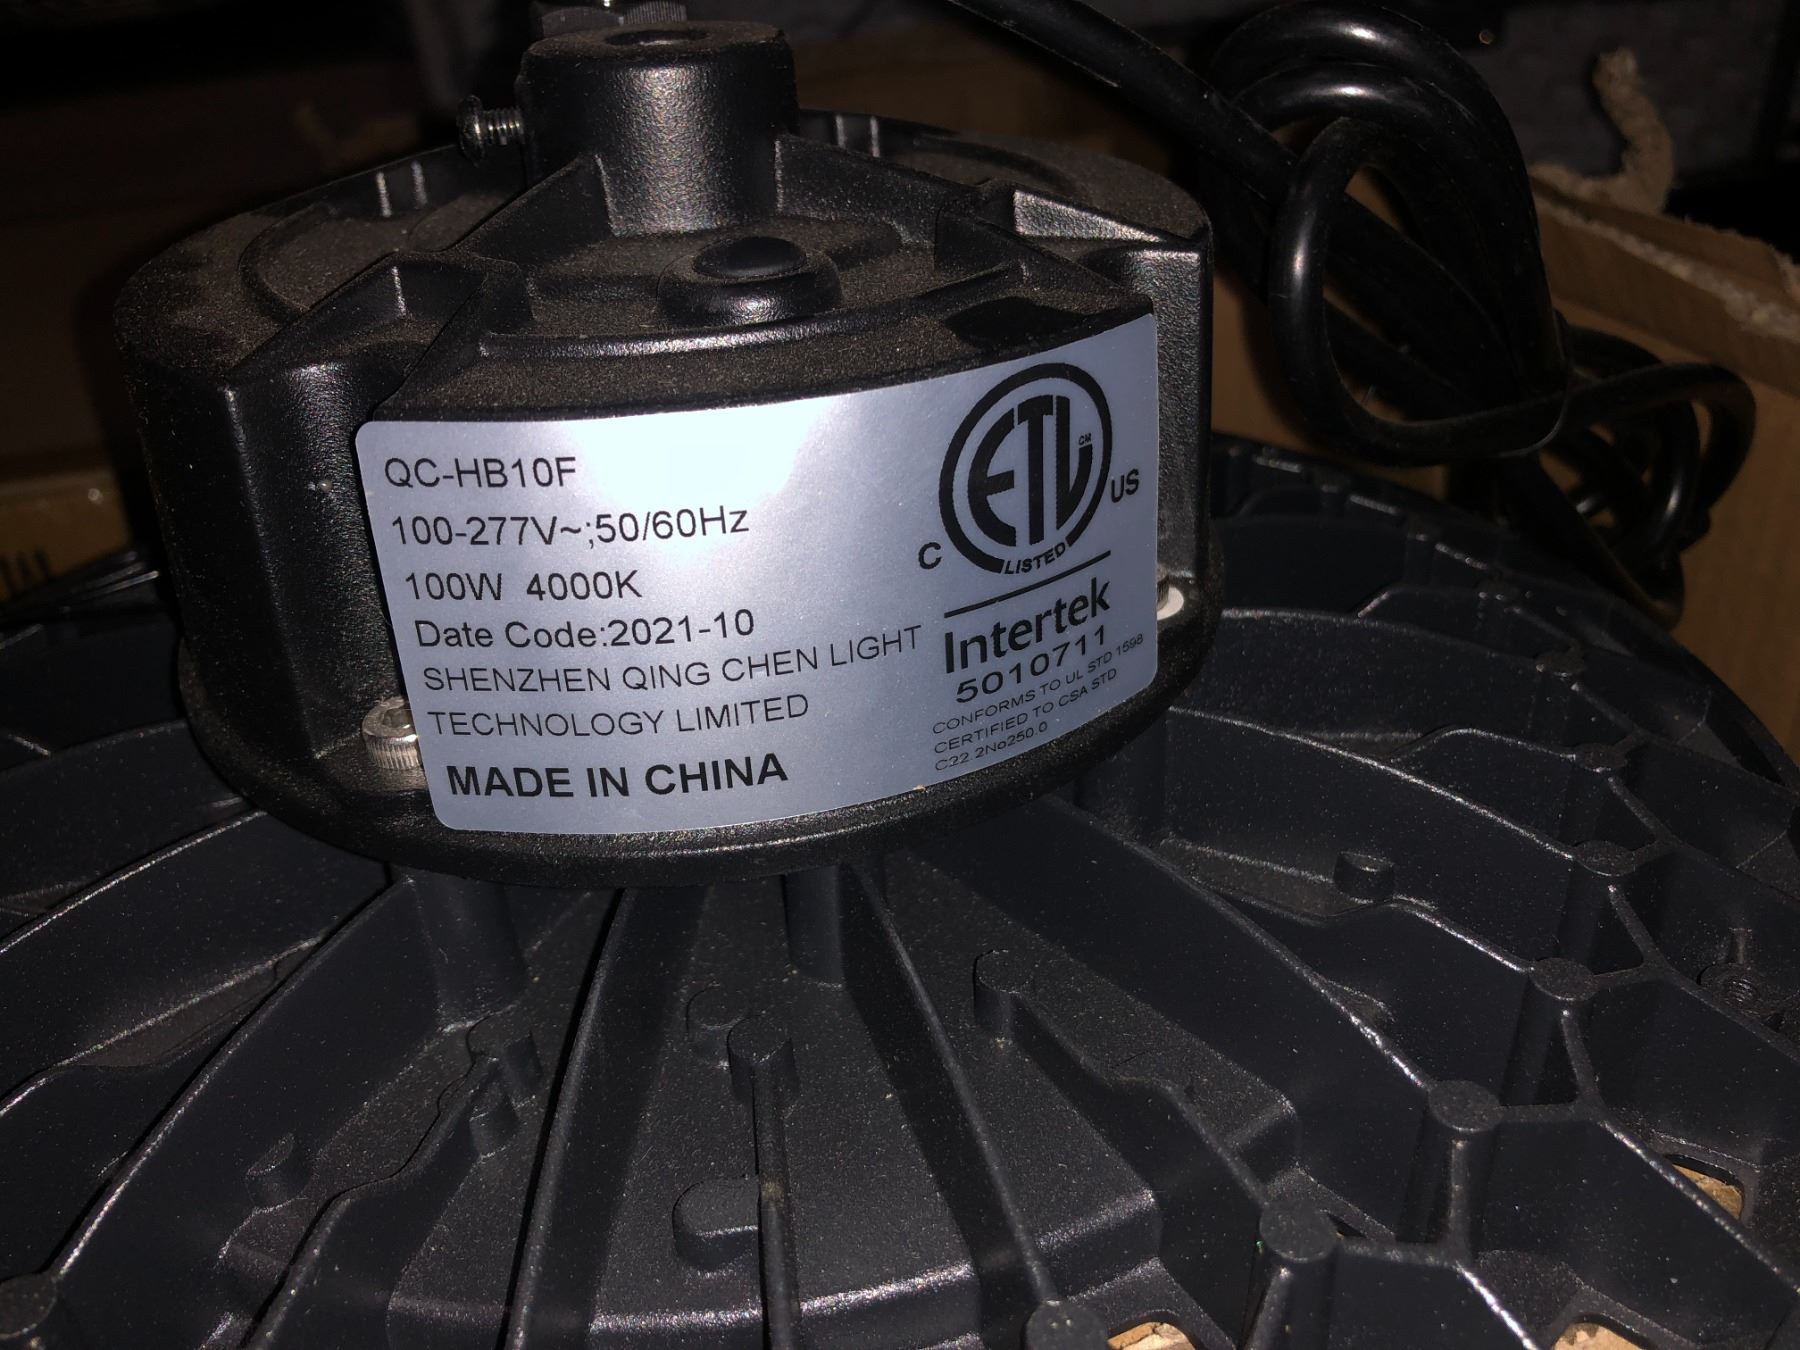 QC-HB10F
100-277V~;50/60Hz
100W 4000K
Date Code:2021-10
SHENZHEN QING CHEN LIGHT
TECHNOLOGY LIMITED
MADE IN CHINA
ETL CM
C US
LISTED
Intertek
5010711
CONFORMS TO UL STD 1598
CERTIFIED TO CSA STD
C22 2No250.0